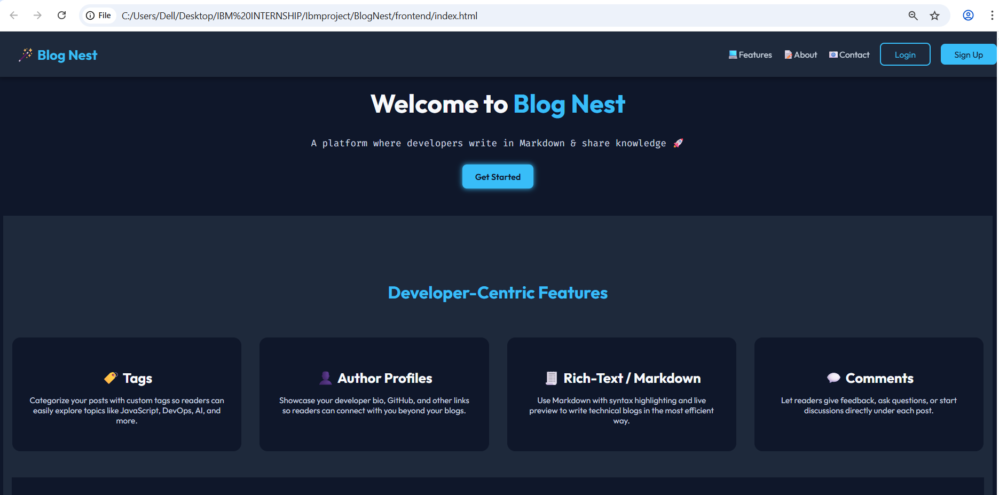 File C:/Users/Dell/Desktop/IBM%20INTERNSHIP/Ibmproject/BlogNest/frontend/index.html
Blog Nest
Features About Contact Login Sign Up
Welcome to Blog Nest
A platform where developers write in Markdown & share knowledge 🚀
Get Started
Developer-Centric Features
Tags
Categorize your posts with custom tags so readers can
easily explore topics like JavaScript, DevOps, AI, and
more.
Author Profiles
Showcase your developer bio, GitHub, and other links
so readers can connect with you beyond your blogs.
Rich-Text / Markdown
Use Markdown with syntax highlighting and live
preview to write technical blogs in the most efficient
way.
Comments
Let readers give feedback, ask questions, or start
discussions directly under each post.